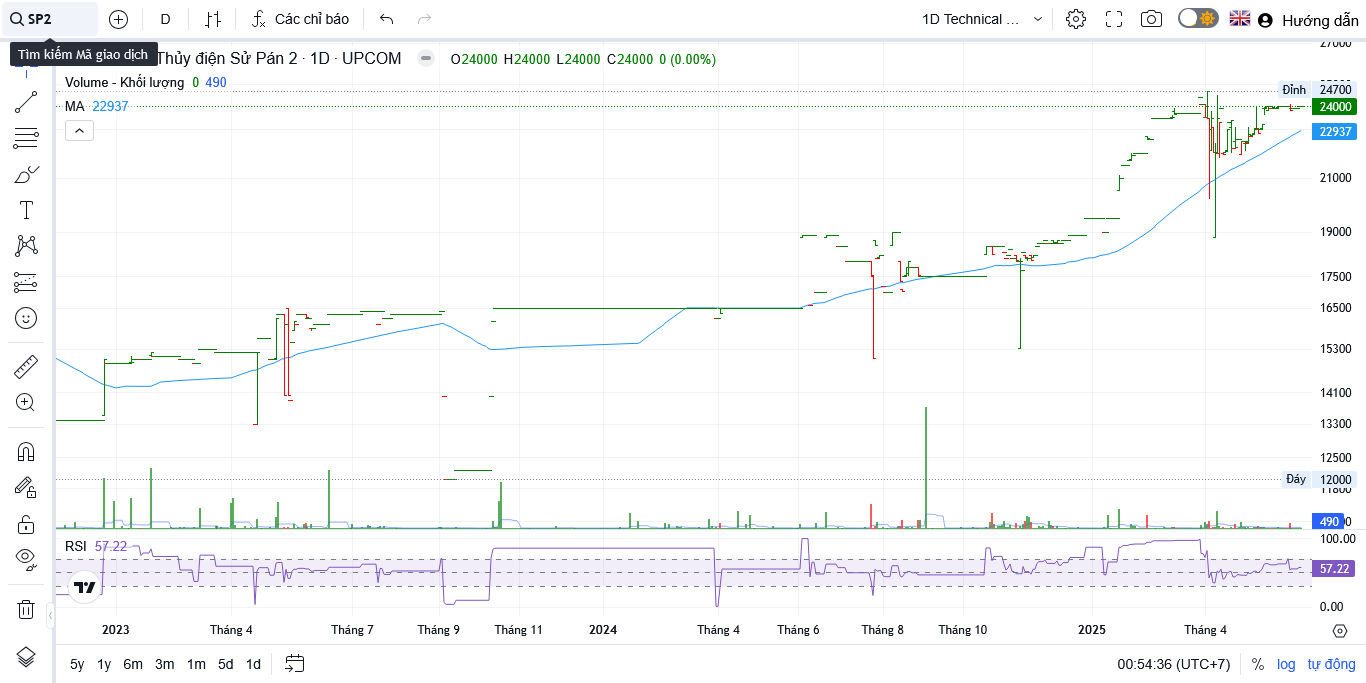 SP2
D
Các chỉ báo
1D Technical ...
Hướng dẫn
Tìm kiếm Mã giao dịch
Thủy điện Sử Pán 2 · 1D · UPCOM
O24000 H24000 L24000 C24000 0 (0.00%)
Volume - Khối lượng 0 490
MA 22937
27000
Đỉnh 24700
24000
22937
21000
19000
17500
16500
15300
14100
13300
12500
Đáy 12000
11800
490
RSI 57.22
100.00
57.22
0.00
2023 Tháng 4 Tháng 7 Tháng 9 Tháng 11 2024 Tháng 4 Tháng 6 Tháng 8 Tháng 10 2025 Tháng 4
5y 1y 6m 3m 1m 5d 1d
00:54:36 (UTC+7) % log tự động